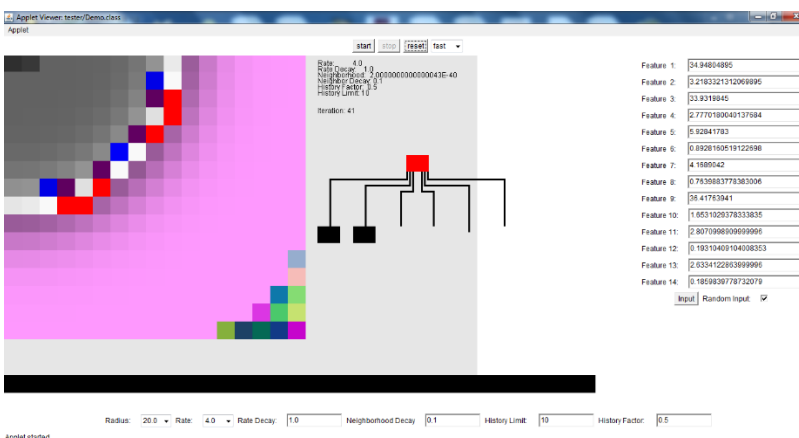 Applet Viewer: tester/Demo.class
Applet
start stop reset fast
Rate: 4.0
Rate Decay: 1.0
Neighborhood: 2.0000000000000043E-40
Neighbor Decay: 0.1
History Factor: 0.5
History Limit: 10
Iteration: 41
Feature 1: 34.94804895
Feature 2: 3.2183321312069895
Feature 3: 33.9319845
Feature 4: 2.7770180040137684
Feature 5: 5.92841783
Feature 6: 0.8928160519122698
Feature 7: 4.1689042
Feature 8: 0.7639883778383006
Feature 9: 36.41763941
Feature 10: 1.6531029378333835
Feature 11: 2.8070998909999996
Feature 12: 0.19310409104008353
Feature 13: 2.6334122863999996
Feature 14: 0.1859839778732079
Input Random Input:
Radius: 20.0 Rate: 4.0 Rate Decay: 1.0 Neighborhood Decay 0.1 History Limit: 10 History Factor: 0.5
Applet started.